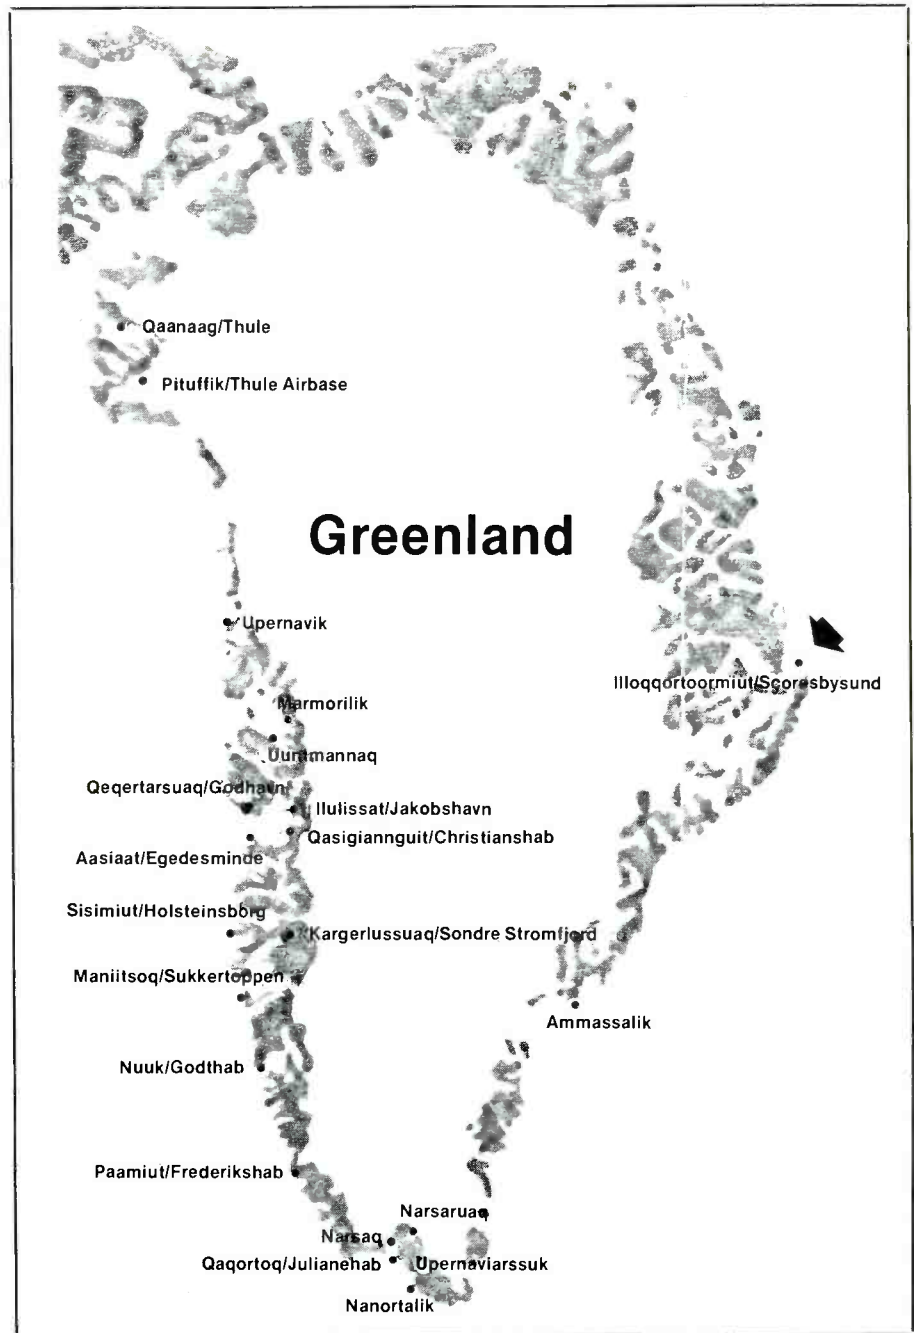 Qaanaag/Thule
Pituffik/Thule Airbase
Greenland
Upernavik
Illoqqortoormiut/Scoresbysund
Marmorilik
Uummannaq
Qeqertarsuaq/Godhavn
Ilulissat/Jakobshavn
Qasigiannguit/Christianshab
Aasiaat/Egedesminde
Sisimiut/Holsteinsborg
Kargerlussuaq/Sondre Stromfjord
Maniitsoq/Sukkertoppen
Ammassalik
Nuuk/Godthab
Paamiut/Frederikshab
Narsaruaq
Narsaq
Qaqortoq/Julianehab
Upernaviarssuk
Nanortalik